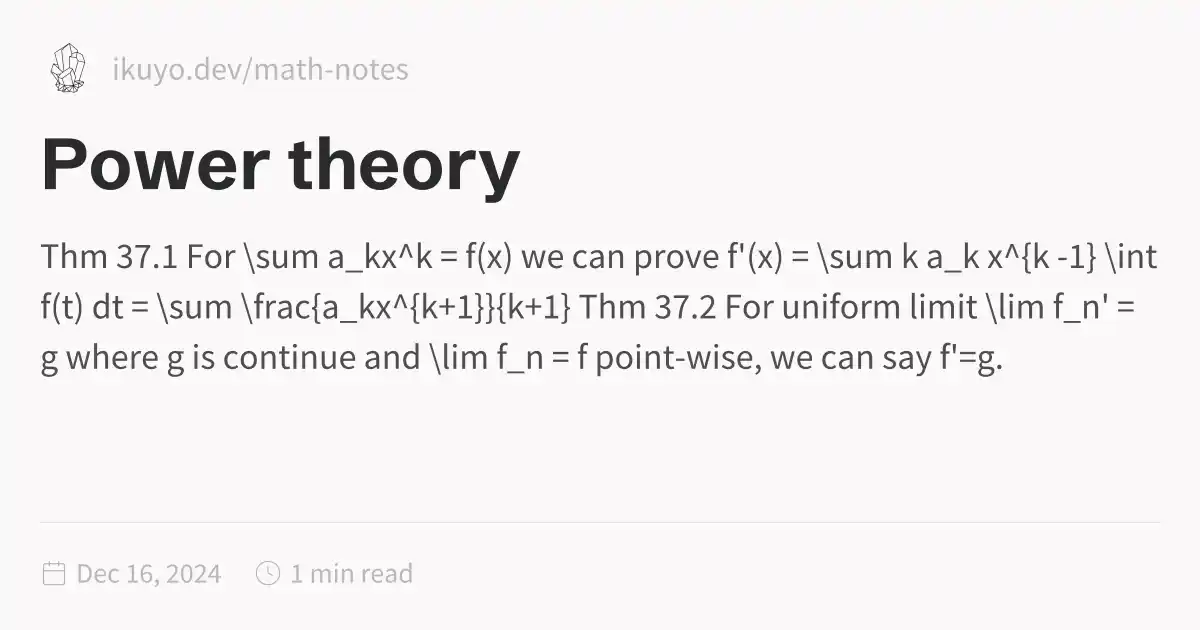 ikuyo.dev/math-notes
Power theory
Thm 37.1 For \sum a_kx^k = f(x) we can prove f'(x) = \sum k a_k x^{k -1} \int
f(t) dt = \sum \frac{a_kx^{k+1}}{k+1} Thm 37.2 For uniform limit \lim f_n' =
g where g is continue and \lim f_n = f point-wise, we can say f'=g.
Dec 16, 2024 1 min read